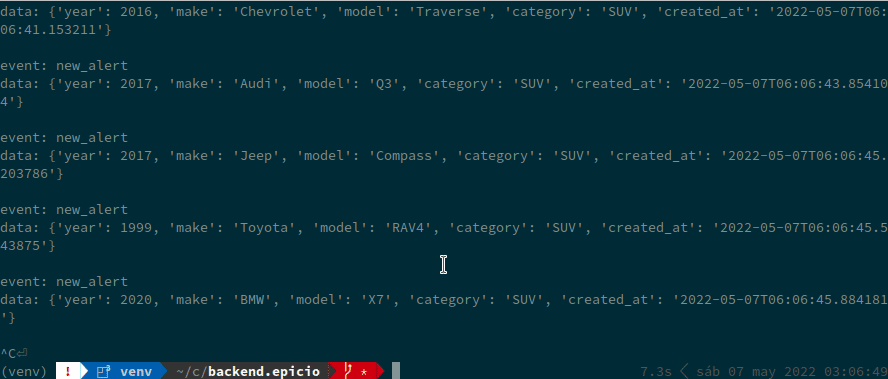 data: {'year': 2016, 'make': 'Chevrolet', 'model': 'Traverse', 'category': 'SUV', 'created_at': '2022-05-07T06:
06:41.153211'}
event: new_alert
data: {'year': 2017, 'make': 'Audi', 'model': 'Q3', 'category': 'SUV', 'created_at': '2022-05-07T06:06:43.85410
4'}
event: new_alert
data: {'year': 2017, 'make': 'Jeep', 'model': 'Compass', 'category': 'SUV', 'created_at': '2022-05-07T06:06:45.
203786'}
event: new_alert
data: {'year': 1999, 'make': 'Toyota', 'model': 'RAV4', 'category': 'SUV', 'created_at': '2022-05-07T06:06:45.5
43875'}
event: new_alert
data: {'year': 2020, 'make': 'BMW', 'model': 'X7', 'category': 'SUV', 'created_at': '2022-05-07T06:06:45.884181
'}
^C⏎
(venv) ! venv ~/c/backend.epicio * 7.3s < sáb 07 may 2022 03:06:49